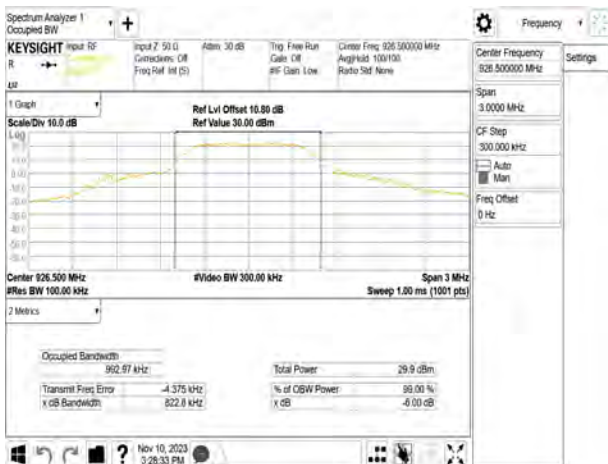 Spectrum Analyzer 1
Occupied BW
Frequency
KEYSIGHT
Input: RF
Input Z: 50 Ω
Atten: 30 dB
Trig: Free Run
Center Freq: 926.500000 MHz
R
Corrections: Off
Gate: Off
Avg|Hold: 100/100
Freq Ref: Int (S)
#IF Gain: Low
Radio Std: None
Center Frequency
926.500000 MHz
Settings
Span
3.0000 MHz
CF Step
300.000 kHz
Auto
Man
Freq Offset
0 Hz
1 Graph
Ref Lvl Offset 10.80 dB
Scale/Div 10.0 dB
Ref Value 30.00 dBm
Log
Center 926.500 MHz
#Video BW 300.00 kHz
Span 3 MHz
#Res BW 100.00 kHz
Sweep 1.00 ms (1001 pts)
2 Metrics
Occupied Bandwidth
992.97 kHz
Total Power
29.9 dBm
Transmit Freq Error
-4.375 kHz
% of OBW Power
99.00 %
x dB Bandwidth
822.8 kHz
x dB
-6.00 dB
?
Nov 10, 2023
3:28:33 PM